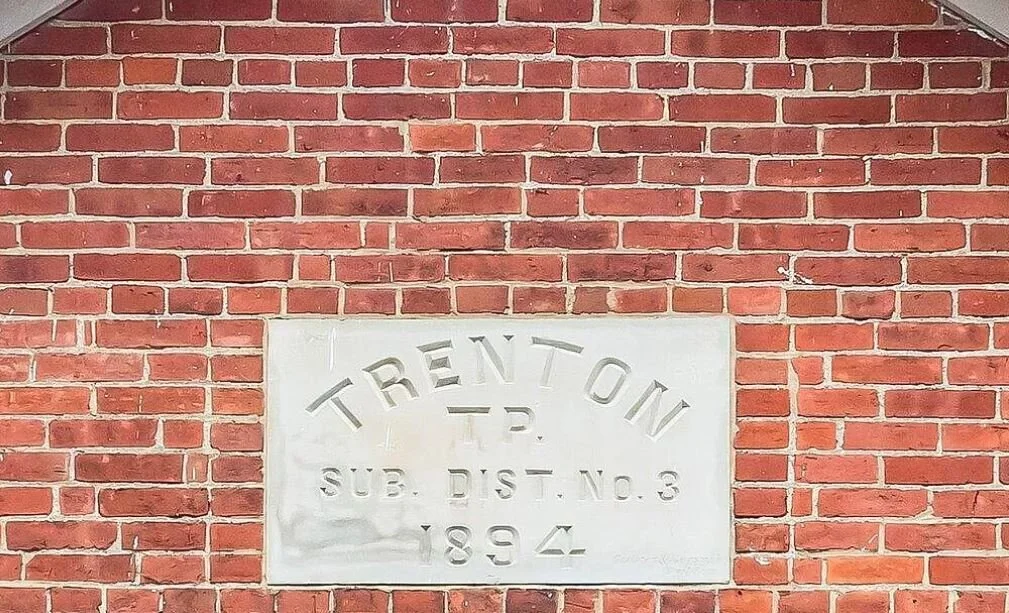 TRENTON
TP.
SUB. DIST. No. 3
1894